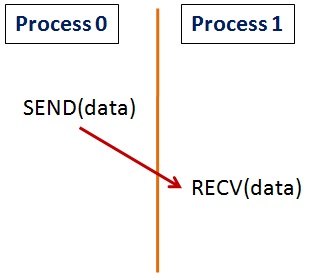 Process 0
Process 1
SEND(data)
RECV(data)